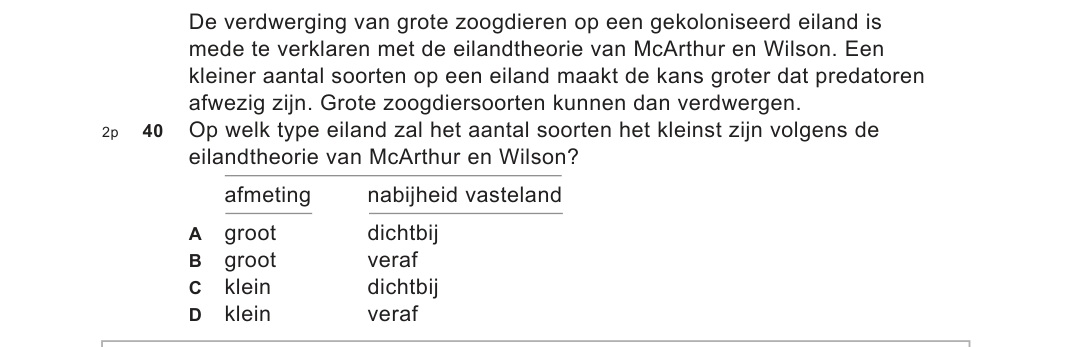 De verdwerging van grote zoogdieren op een gekoloniseerd eiland is
mede te verklaren met de eilandtheorie van McArthur en Wilson. Een
kleiner aantal soorten op een eiland maakt de kans groter dat predatoren
afwezig zijn. Grote zoogdiersoorten kunnen dan verdwergen.
2p 40 Op welk type eiland zal het aantal soorten het kleinst zijn volgens de
eilandtheorie van McArthur en Wilson?
afmeting nabijheid vasteland
A groot dichtbij
B groot veraf
C klein dichtbij
D klein veraf